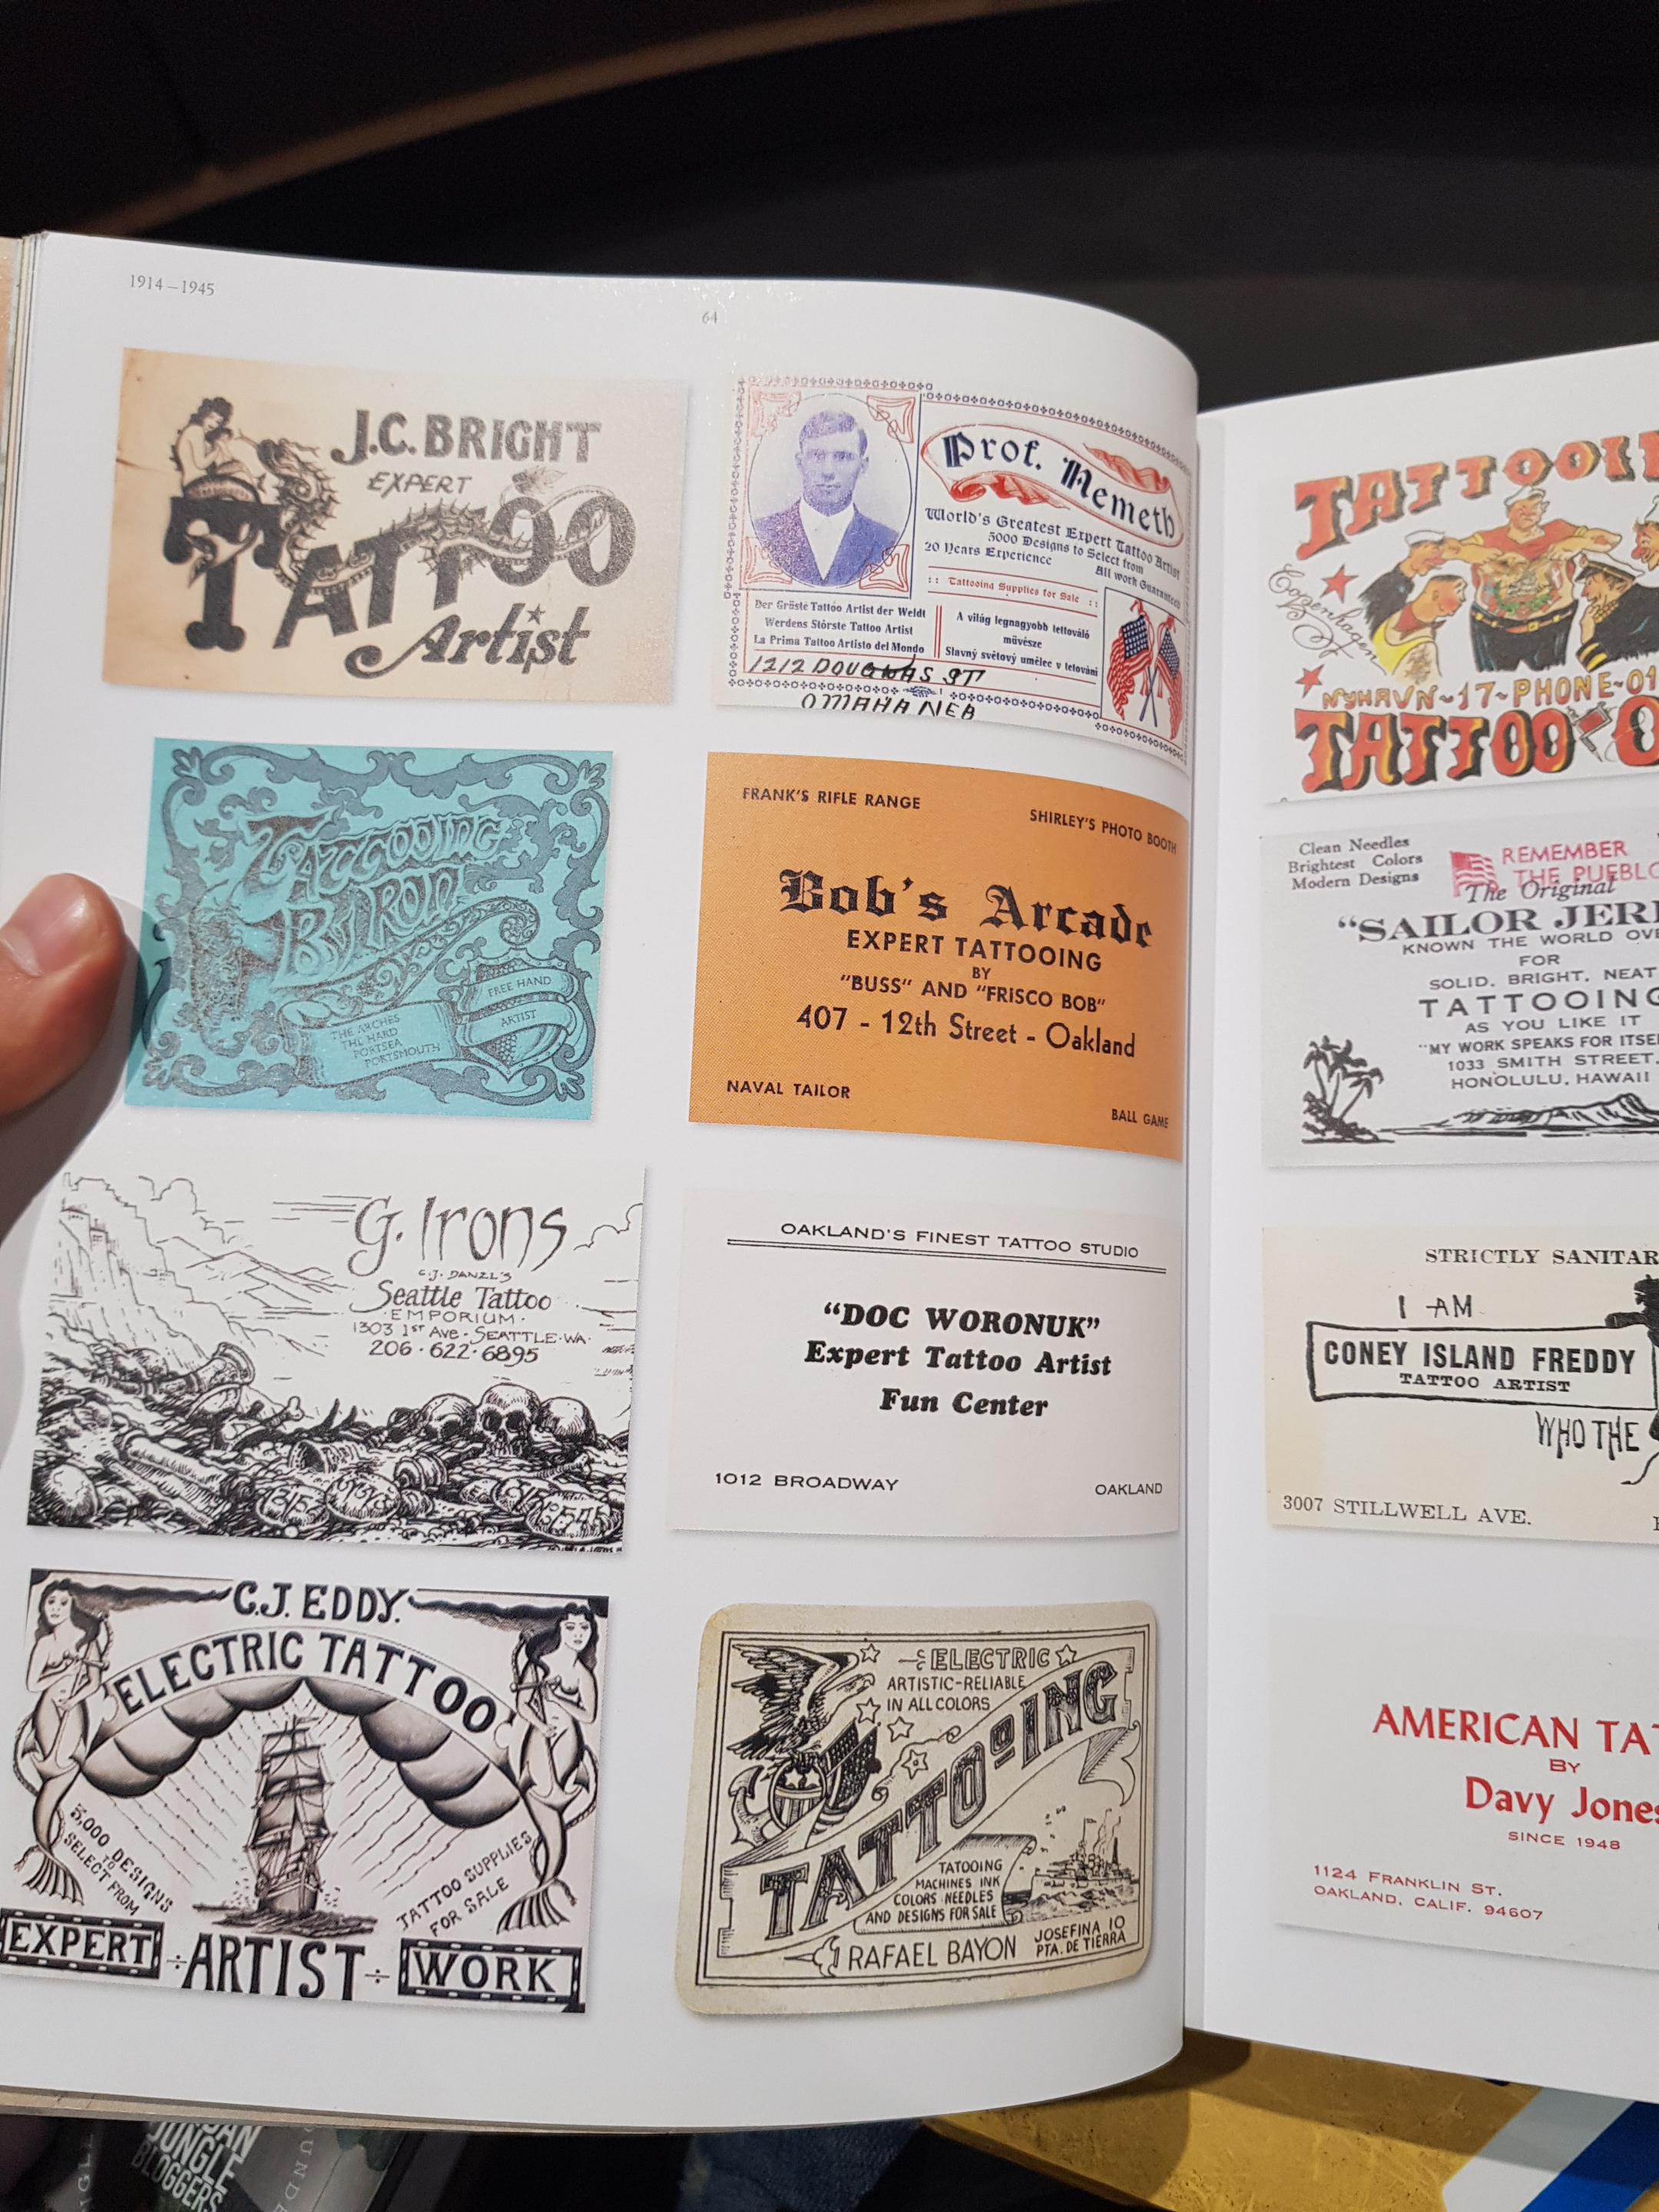 1914–1945
64
J.C. BRIGHT
EXPERT
TATTOO
Artist
Prof. Nemeth
World's Greatest Expert Tattoo Artist
5000 Designs to Select from
20 Years Experience
All work Guaranteed
:: Tattooing Supplies for Sale ::
Der Gröste Tattoo Artist der Weldt
Werdens Störste Tattoo Artist
La Prima Tattoo Artisto del Mondo
A világ legnagyobb tetováló
müvésze
Slavný světový umělec v tetování
1212 DOUGLAS ST
OMAHA NEB
TATTOOING
BYRON
THE ARCHES
THE HARD
PORTSEA
PORTSMOUTH
FREE HAND
ARTIST
FRANK'S RIFLE RANGE
SHIRLEY'S PHOTO BOOTH
Bob's Arcade
EXPERT TATTOOING
BY
"BUSS" AND "FRISCO BOB"
407 - 12th Street - Oakland
NAVAL TAILOR
BALL GAME
G. Irons
C.J. DANZL'S
Seattle Tattoo
EMPORIUM.
1303 1ST Ave. SEATTLE.WA.
206.622.6895
OAKLAND'S FINEST TATTOO STUDIO
"DOC WORONUK"
Expert Tattoo Artist
Fun Center
1012 BROADWAY
OAKLAND
C.J. EDDY.
ELECTRIC TATTOO
5,000 DESIGNS
TO
SELECT FROM
TATTOO SUPPLIES
FOR SALE
EXPERT ÷ ARTIST ÷ WORK
ELECTRIC
ARTISTIC-RELIABLE
IN ALL COLORS
TATTOoING
TATOOING
MACHINES INK
COLORS NEEDLES
AND DESIGNS FOR SALE
RAFAEL BAYON
JOSEFINA 10
PTA. DE TIERRA
TATTOOI
Copenhagen
NYHAVN~17~PHONE~01
TATTOO
Clean Needles
Brightest Colors
Modern Designs
REMEMBER
THE PUEBLO
The Original
"SAILOR JER
KNOWN THE WORLD OVE
FOR
SOLID, BRIGHT, NEAT
TATTOOING
AS YOU LIKE IT
"MY WORK SPEAKS FOR ITSE
1033 SMITH STREET,
HONOLULU, HAWAII
STRICTLY SANITAR
I AM
CONEY ISLAND FREDDY
TATTOO ARTIST
WHO THE
3007 STILLWELL AVE.
AMERICAN TA
BY
Davy Jones
SINCE 1948
1124 FRANKLIN ST.
OAKLAND, CALIF. 94607
JUNGLE
BLOGGERS